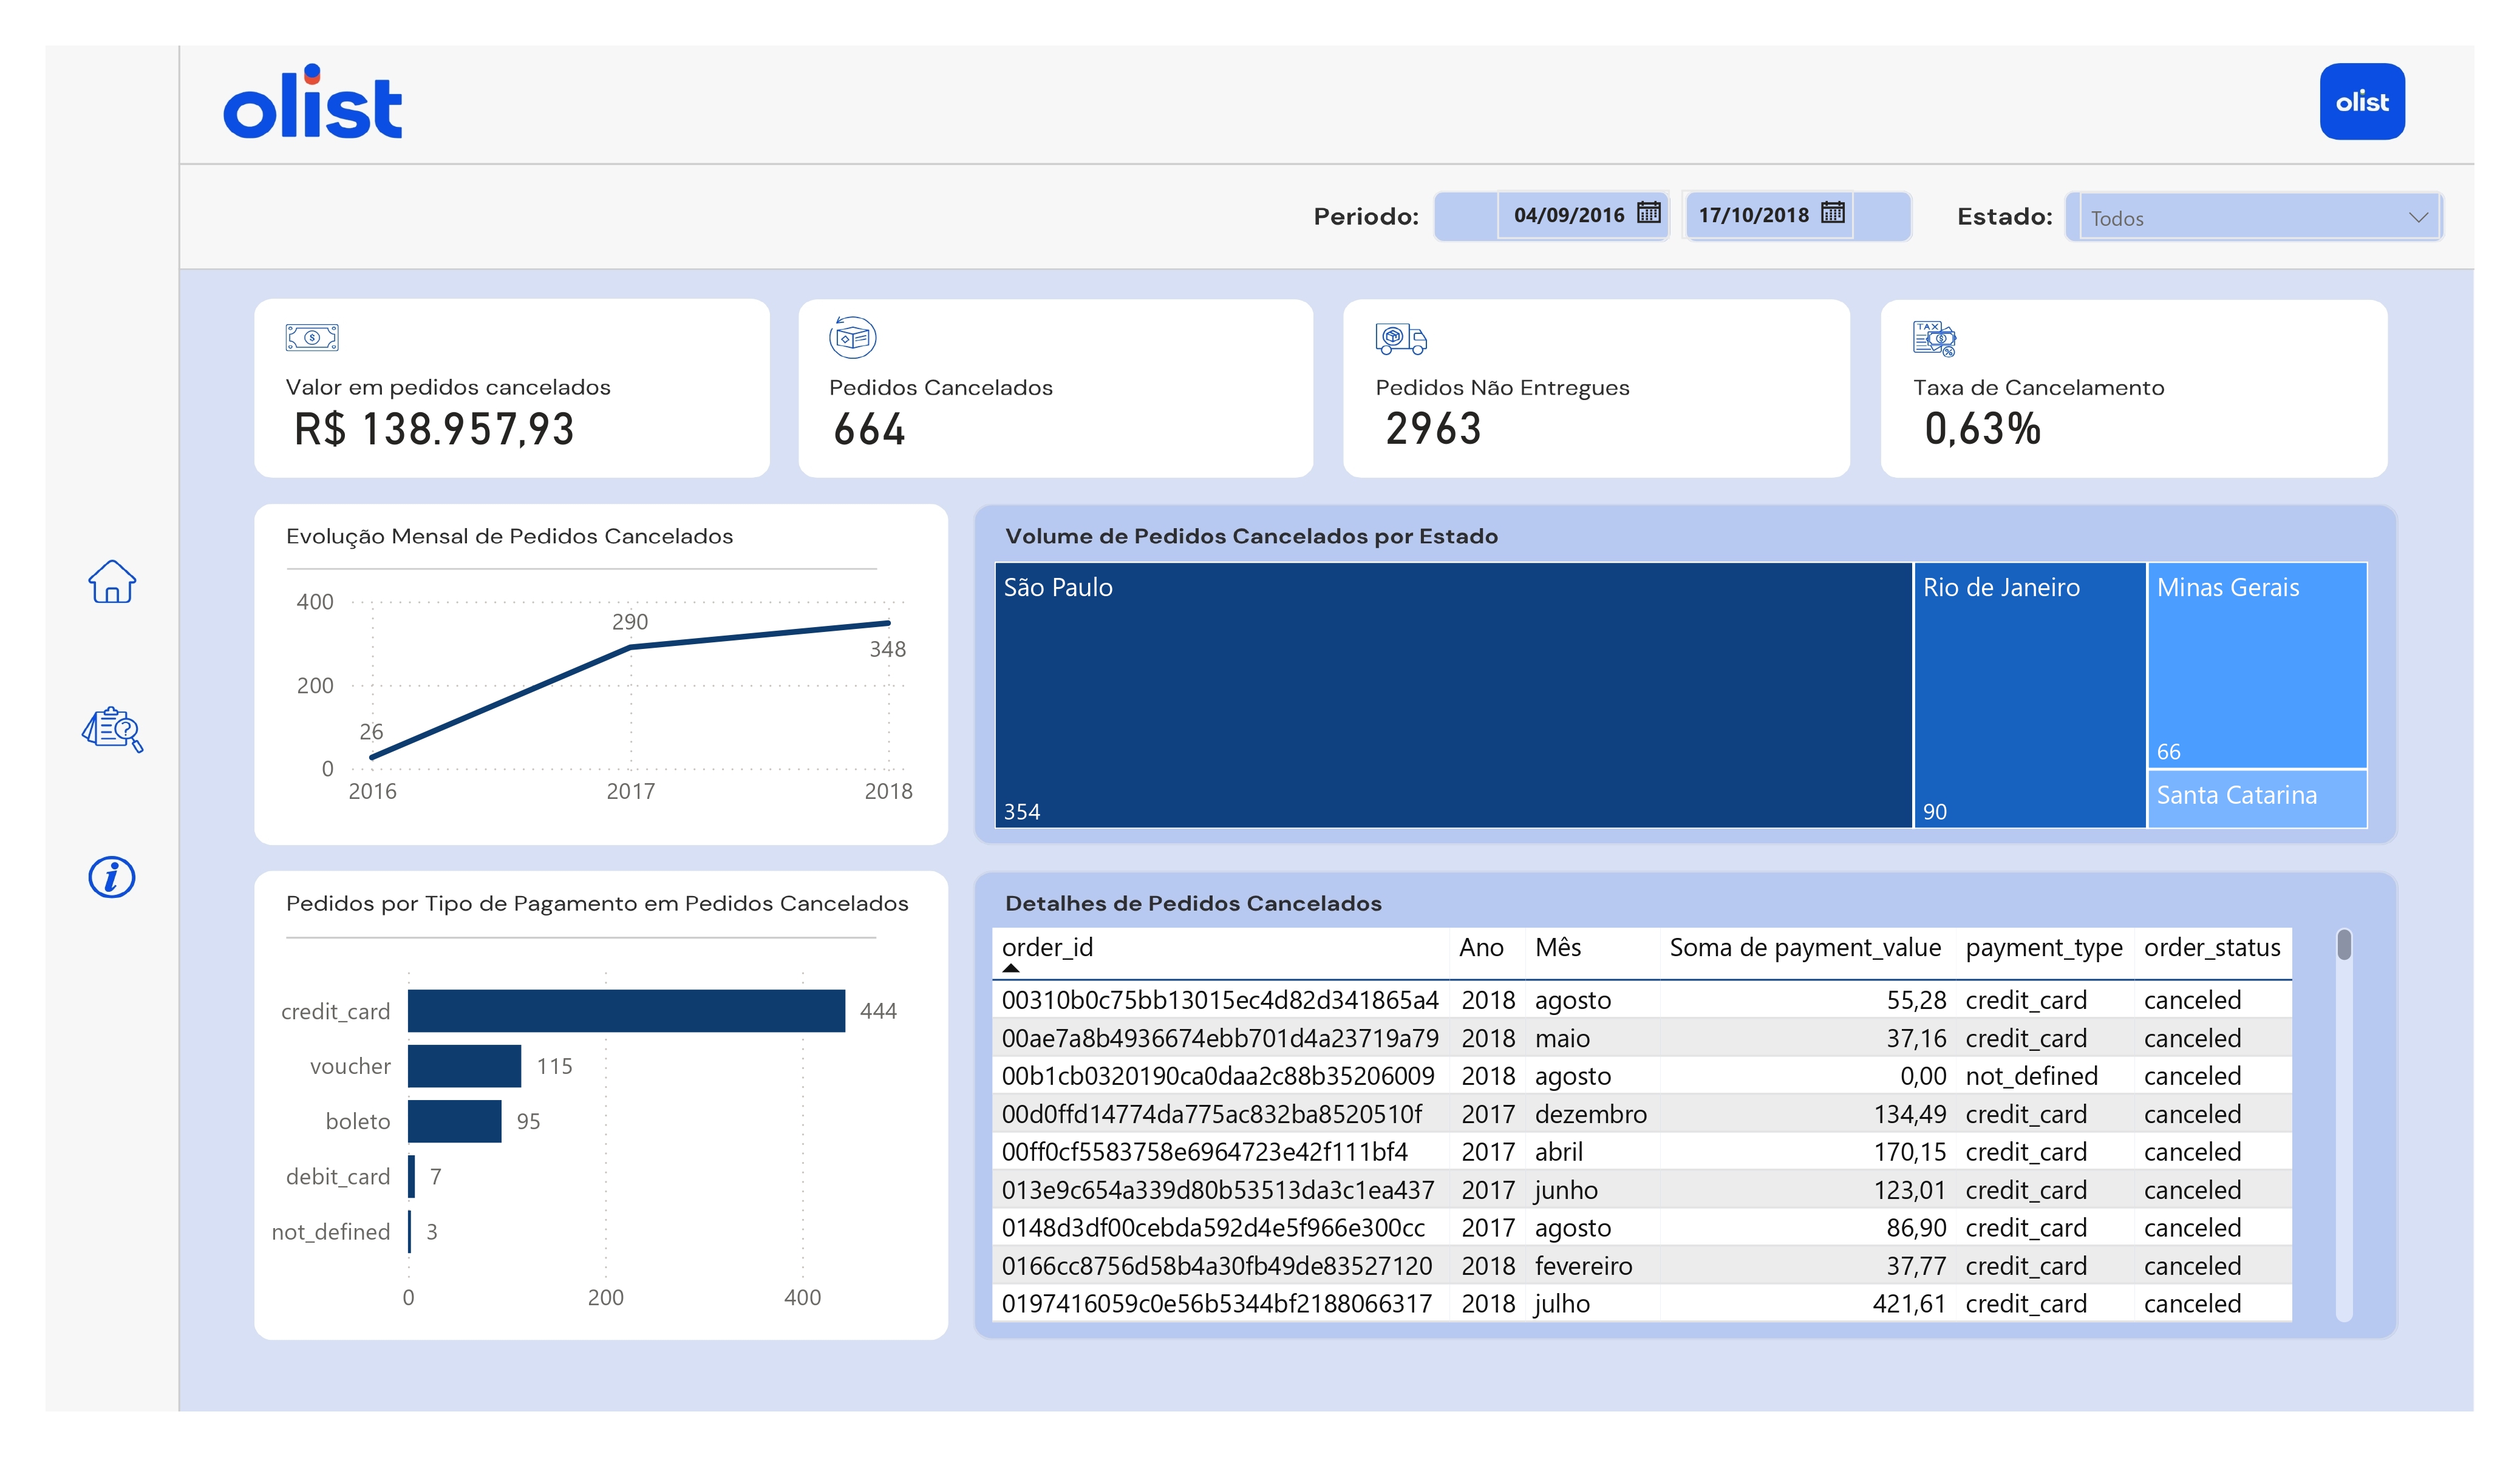 olist
olist
Periodo: 04/09/2016 17/10/2018 Estado: Todos
TAX
Valor em pedidos cancelados
R$ 138.957,93
Pedidos Cancelados
664
Pedidos Não Entregues
2963
Taxa de Cancelamento
0,63%
Evolução Mensal de Pedidos Cancelados
400
200
0
26
290
348
2016 2017 2018
Volume de Pedidos Cancelados por Estado
São Paulo
354
Rio de Janeiro
90
Minas Gerais
66
Santa Catarina
Pedidos por Tipo de Pagamento em Pedidos Cancelados
credit_card 444
voucher 115
boleto 95
debit_card 7
not_defined 3
0 200 400
Detalhes de Pedidos Cancelados
order_id Ano Mês Soma de payment_value payment_type order_status
00310b0c75bb13015ec4d82d341865a4 2018 agosto 55,28 credit_card canceled
00ae7a8b4936674ebb701d4a23719a79 2018 maio 37,16 credit_card canceled
00b1cb0320190ca0daa2c88b35206009 2018 agosto 0,00 not_defined canceled
00d0ffd14774da775ac832ba8520510f 2017 dezembro 134,49 credit_card canceled
00ff0cf5583758e6964723e42f111bf4 2017 abril 170,15 credit_card canceled
013e9c654a339d80b53513da3c1ea437 2017 junho 123,01 credit_card canceled
0148d3df00cebda592d4e5f966e300cc 2017 agosto 86,90 credit_card canceled
0166cc8756d58b4a30fb49de83527120 2018 fevereiro 37,77 credit_card canceled
0197416059c0e56b5344bf2188066317 2018 julho 421,61 credit_card canceled